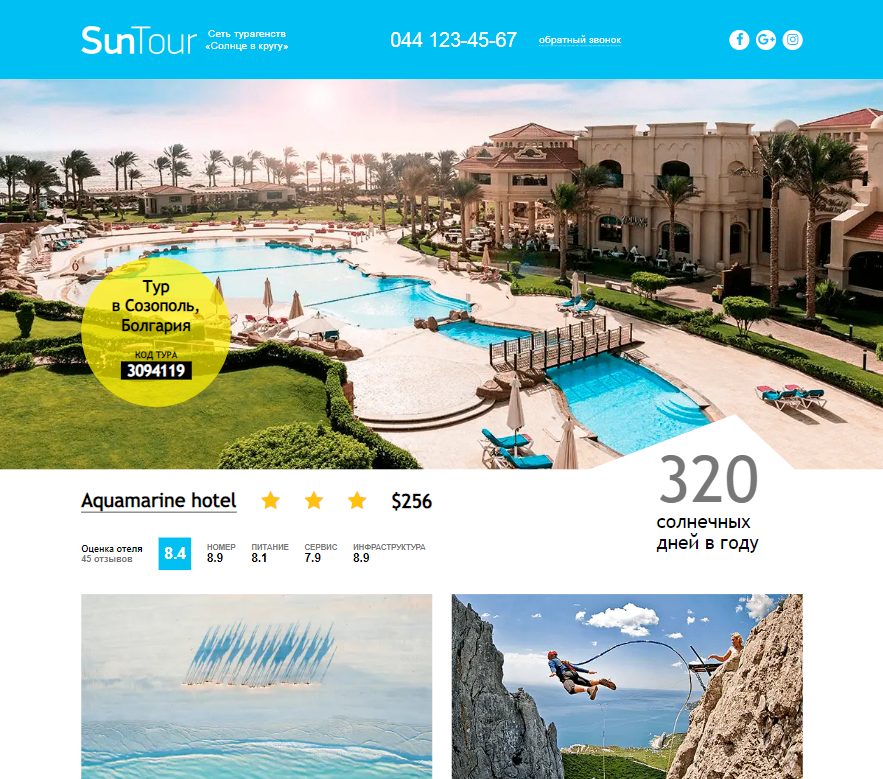 SunTour
Сеть турагенств
«Солнце в кругу»
044 123-45-67
обратный звонок
Тур
в Созополь,
Болгария
КОД ТУРА
3094119
320
солнечных
дней в году
Aquamarine hotel
$256
Оценка отеля
45 отзывов
8.4
НОМЕР
8.9
ПИТАНИЕ
8.1
СЕРВИС
7.9
ИНФРАСТРУКТУРА
8.9